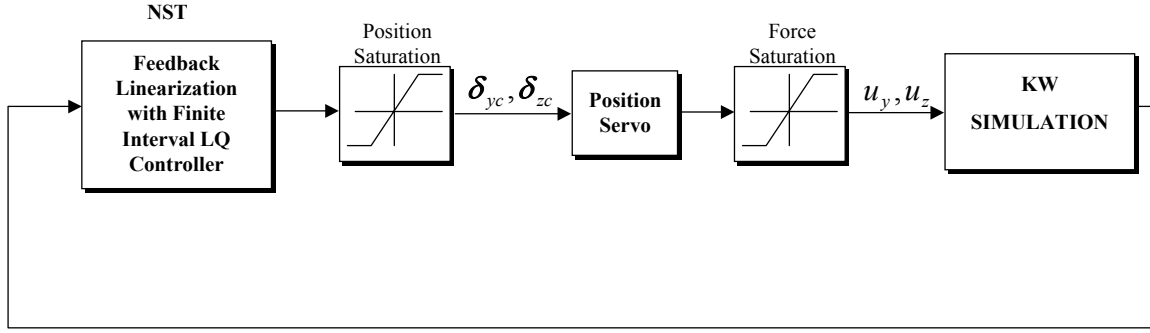 NST
Feedback
Linearization
with Finite
Interval LQ
Controller
Position
Saturation
δyc, δzc
Position
Servo
Force
Saturation
uy, uz
KW
SIMULATION